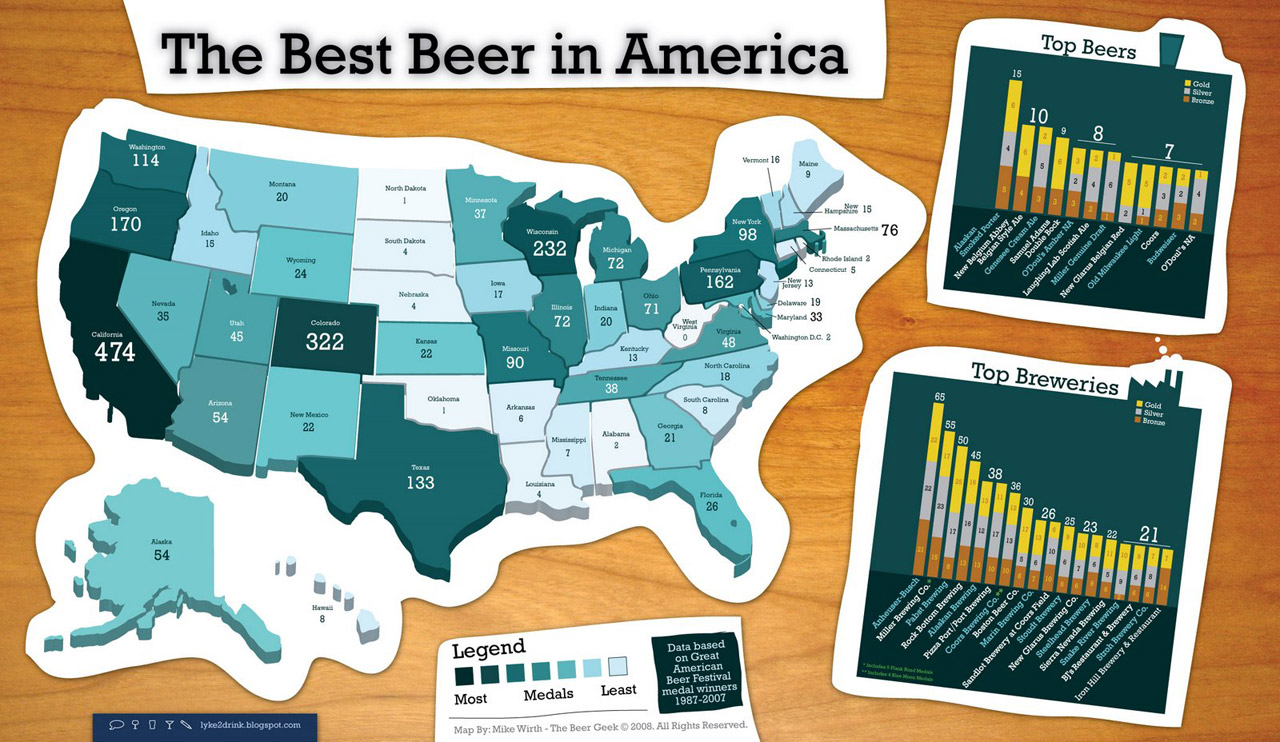 The Best Beer in America
Washington
114
Oregon
170
California
474
Nevada
35
Idaho
15
Montana
20
Wyoming
24
Utah
45
Arizona
54
Colorado
322
New Mexico
22
North Dakota
1
South Dakota
4
Nebraska
4
Kansas
22
Oklahoma
1
Texas
133
Minnesota
37
Iowa
17
Missouri
90
Arkansas
6
Louisiana
4
Wisconsin
232
Illinois
72
Michigan
72
Indiana
20
Ohio
71
Kentucky
13
Tennessee
38
Mississippi
7
Alabama
2
Georgia
21
Florida
26
South Carolina
8
North Carolina
18
Virginia
48
West
Virginia
0
Pennsylvania
162
New York
98
Vermont 16
Maine
9
New
Hampshire 15
Massachusetts 76
Rhode Island 2
Connecticut 5
New
Jersey 13
Delaware 19
Maryland 33
Washington D.C. 2
Alaska
54
Hawaii
8
Top Beers
Gold
Silver
Bronze
15
10
9
8
7
Alaskan
Smoked Porter
New Belgium Abbey
Belgian Style Ale
Genesee Cream Ale
Samuel Adams
Double Bock
O'Doul's Amber NA
Laughing Lab Scotish Ale
Miller Genuine Draft
New Glarus Belgian Red
Old Milwaukee Light
Coors
Budweiser
O'Doul's NA
Top Breweries
Gold
Silver
Bronze
65
55
50
45
38
36
30
26
25
23
22
21
Anheuser-Busch
Miller Brewing Co.*
Pabst Brewing
Rock Bottom Brewing
Alaskan Brewing
Pizza Port/Port Brewing
Coors Brewing Co.**
Boston Beer Co.
Marin Brewing Co.
Sandlot Brewery at Coors Field
Stoudt Brewery
New Glarus Brewing Co.
Steelhead Brewery
Sierra Nevada Brewing
Snake River Brewing
BJ's Restaurant & Brewery
Stroh Brewery Co.
Iron Hill Brewery & Restaurant
* Includes 5 Plank Road Medals
** Includes 4 Blue Moon Medals
Legend
Most
Medals
Least
Data based
on Great
American
Beer Festival
medal winners
1987-2007
Map By: Mike Wirth - The Beer Geek © 2008. All Rights Reserved.
lyke2drink.blogspot.com